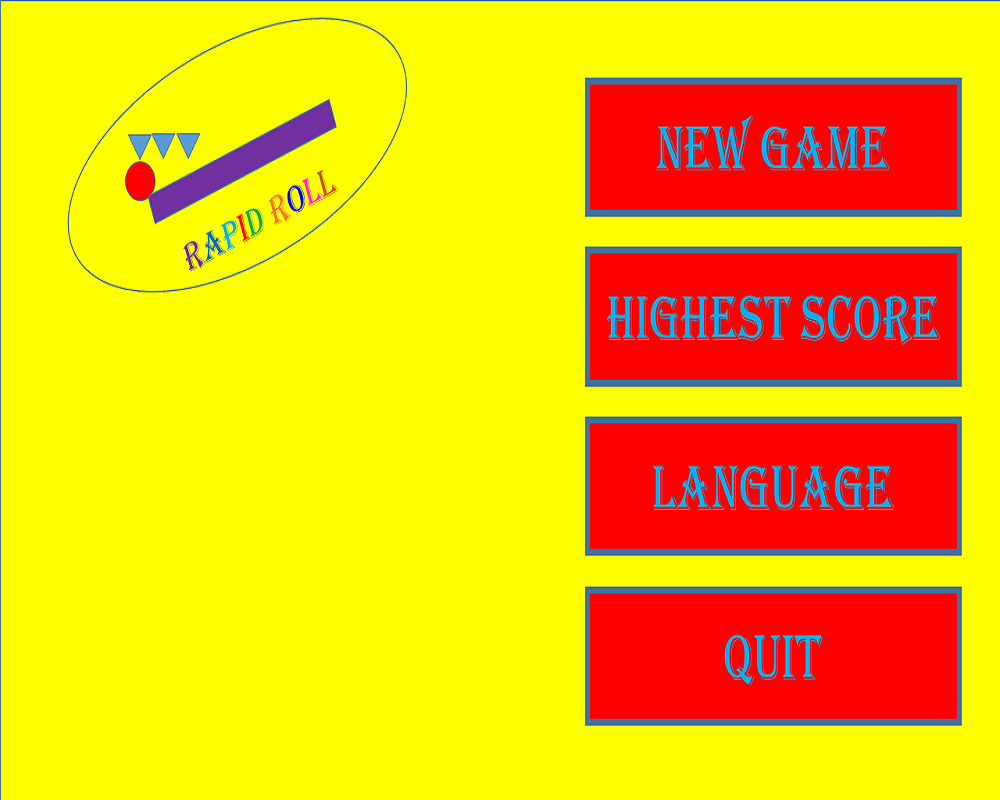 RAPID ROLL
NEW GAME
HIGHEST SCORE
LANGUAGE
QUIT